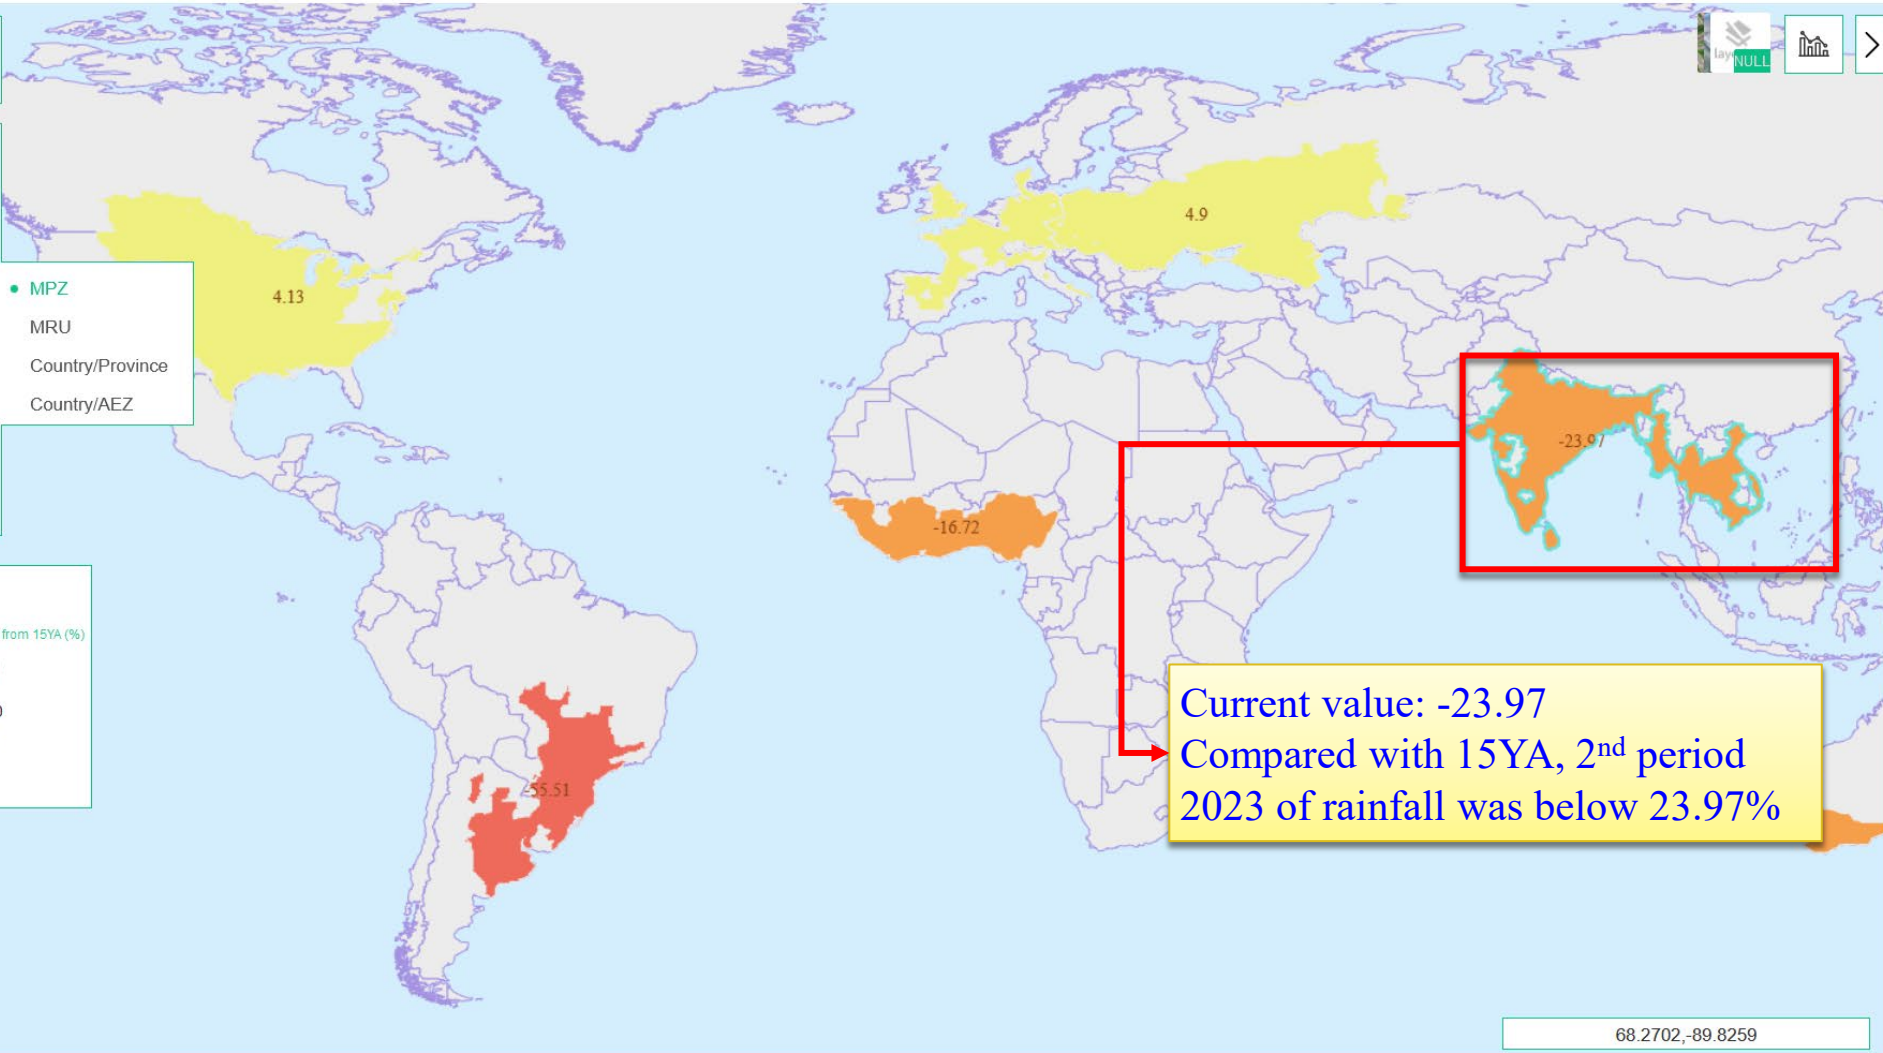 layer
NULL
4.9
4.13
MPZ
MRU
Country/Province
Country/AEZ
-23.97
-16.72
from 15YA (%)
-55.51
Current value: -23.97
Compared with 15YA, 2nd period
2023 of rainfall was below 23.97%
68.2702,-89.8259